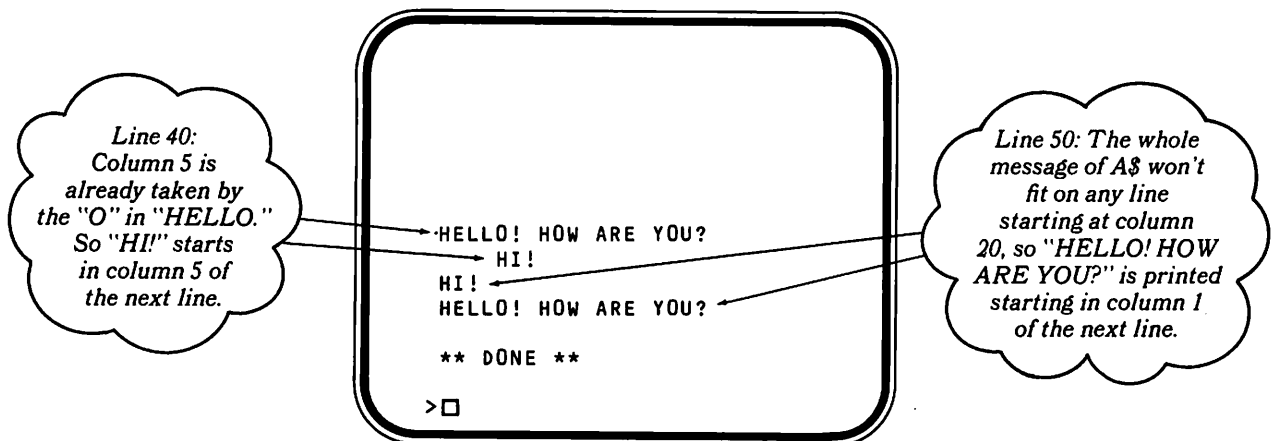 Line 40:
Column 5 is
already taken by
the "O" in "HELLO."
So "HI!" starts
in column 5 of
the next line.
HELLO! HOW ARE YOU?
HI!
HI!
HELLO! HOW ARE YOU?
** DONE **
>
Line 50: The whole
message of A$ won't
fit on any line
starting at column
20, so "HELLO! HOW
ARE YOU?" is printed
starting in column 1
of the next line.